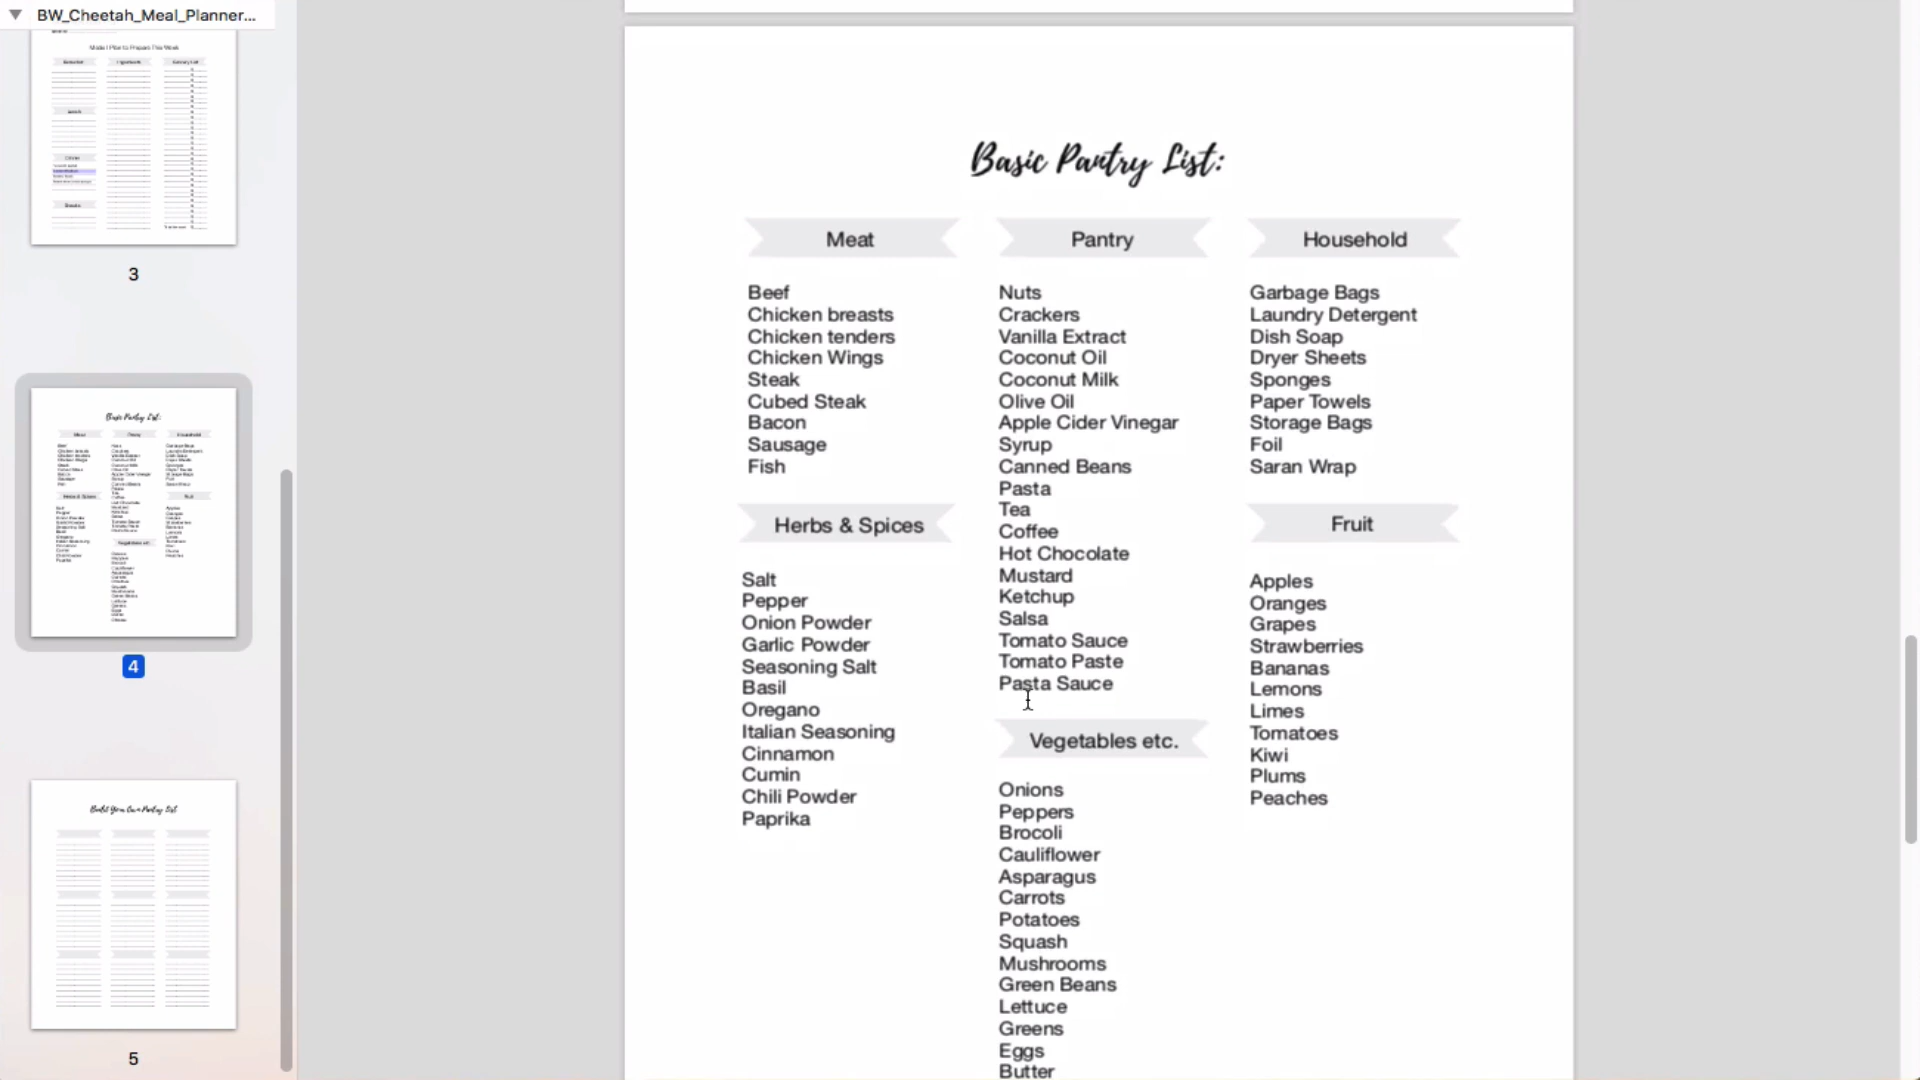 BW_Cheetah_Meal_Planner...
3
4
Build Your Own Pantry List
5
Basic Pantry List:
Meat
Beef
Chicken breasts
Chicken tenders
Chicken Wings
Steak
Cubed Steak
Bacon
Sausage
Fish
Herbs & Spices
Salt
Pepper
Onion Powder
Garlic Powder
Seasoning Salt
Basil
Oregano
Italian Seasoning
Cinnamon
Cumin
Chili Powder
Paprika
Pantry
Nuts
Crackers
Vanilla Extract
Coconut Oil
Coconut Milk
Olive Oil
Apple Cider Vinegar
Syrup
Canned Beans
Pasta
Tea
Coffee
Hot Chocolate
Mustard
Ketchup
Salsa
Tomato Sauce
Tomato Paste
Pasta Sauce
Vegetables etc.
Onions
Peppers
Brocoli
Cauliflower
Asparagus
Carrots
Potatoes
Squash
Mushrooms
Green Beans
Lettuce
Greens
Eggs
Butter
Household
Garbage Bags
Laundry Detergent
Dish Soap
Dryer Sheets
Sponges
Paper Towels
Storage Bags
Foil
Saran Wrap
Fruit
Apples
Oranges
Grapes
Strawberries
Bananas
Lemons
Limes
Tomatoes
Kiwi
Plums
Peaches